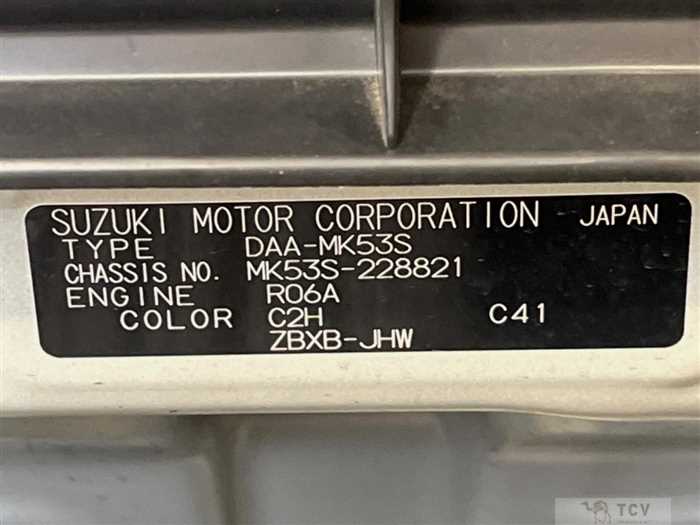 SUZUKI MOTOR CORPORATION JAPAN
TYPE DAA-MK53S
CHASSIS NO. MK53S-228821
ENGINE R06A
COLOR C2H C41
ZBXB-JHW
TCV